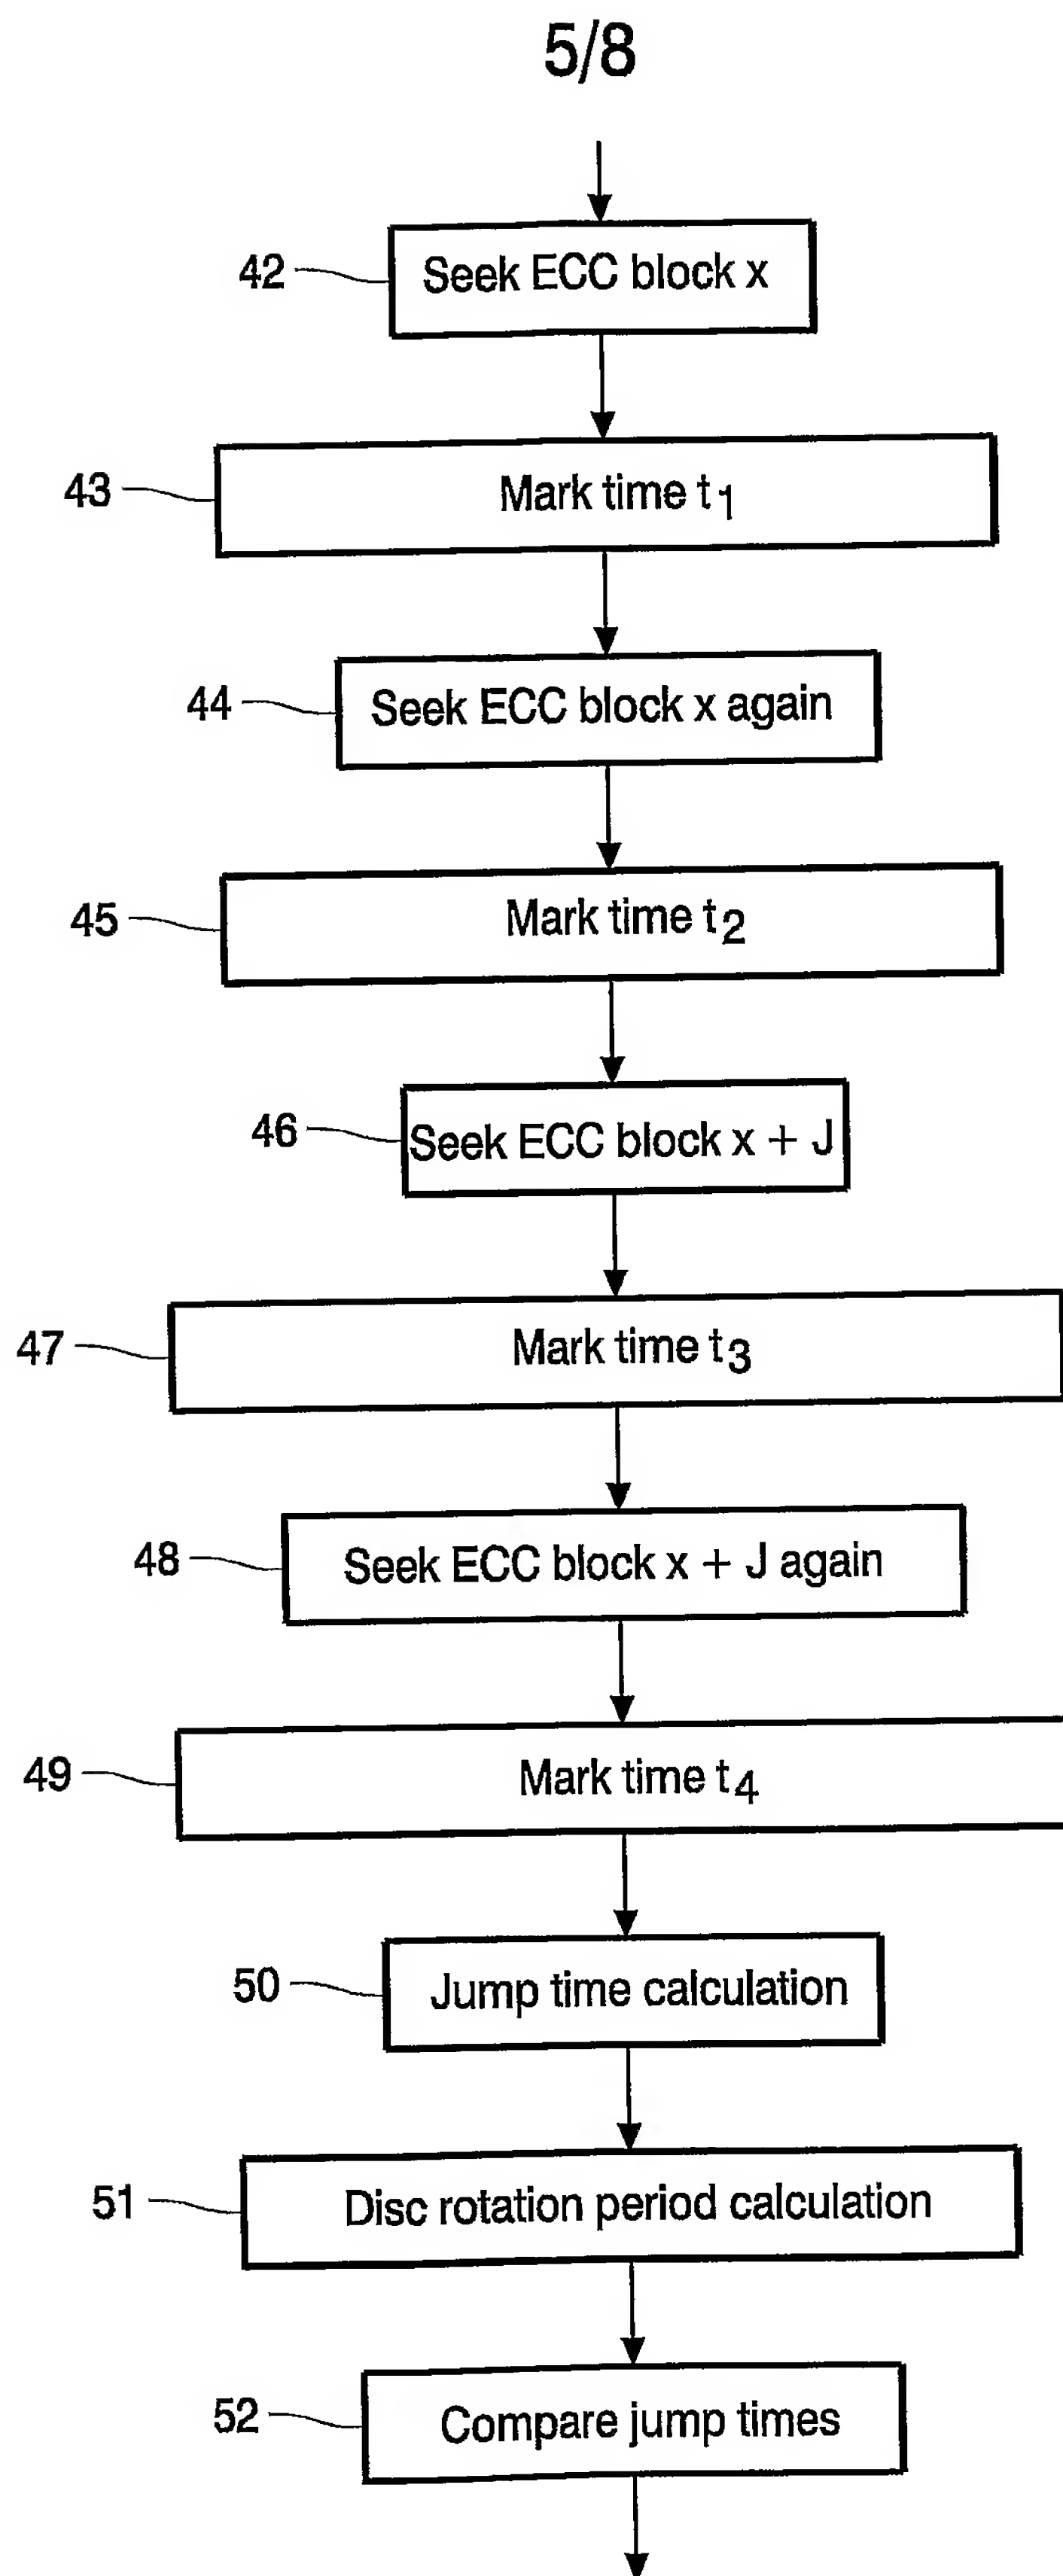 5/8
42 Seek ECC block x
43 Mark time t1
44 Seek ECC block x again
45 Mark time t2
46 Seek ECC block x + J
47 Mark time t3
48 Seek ECC block x + J again
49 Mark time t4
50 Jump time calculation
51 Disc rotation period calculation
52 Compare jump times